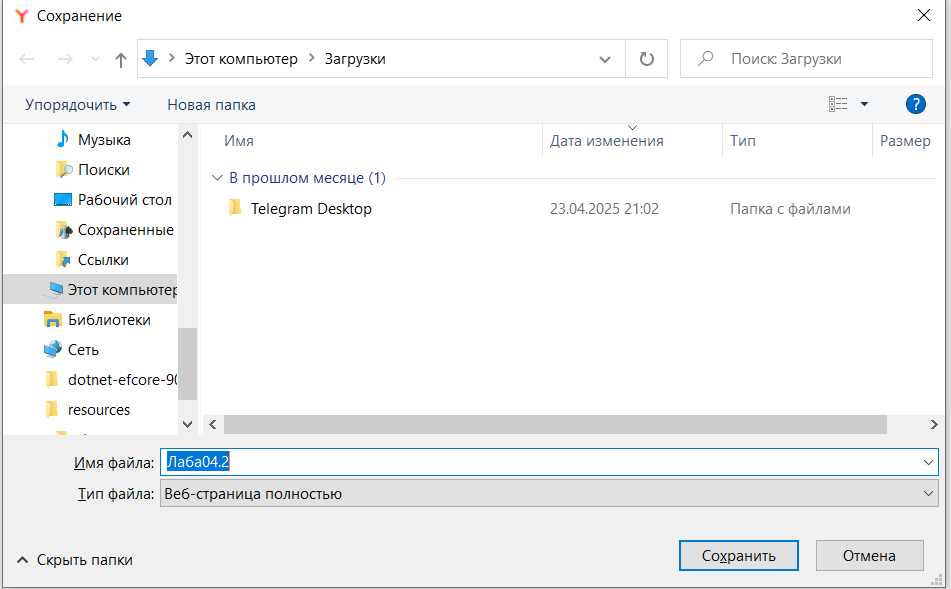 Сохранение
Этот компьютер > Загрузки
Поиск: Загрузки
Упорядочить
Новая папка
?
Музыка
Поиски
Рабочий стол
Сохраненные
Ссылки
Этот компьютер
Библиотеки
Сеть
dotnet-efcore-90
resources
Имя
Дата изменения
Тип
Размер
В прошлом месяце (1)
Telegram Desktop
23.04.2025 21:02
Папка с файлами
Имя файла:
Лаба04.2
Тип файла:
Веб-страница полностью
Скрыть папки
Сохранить
Отмена